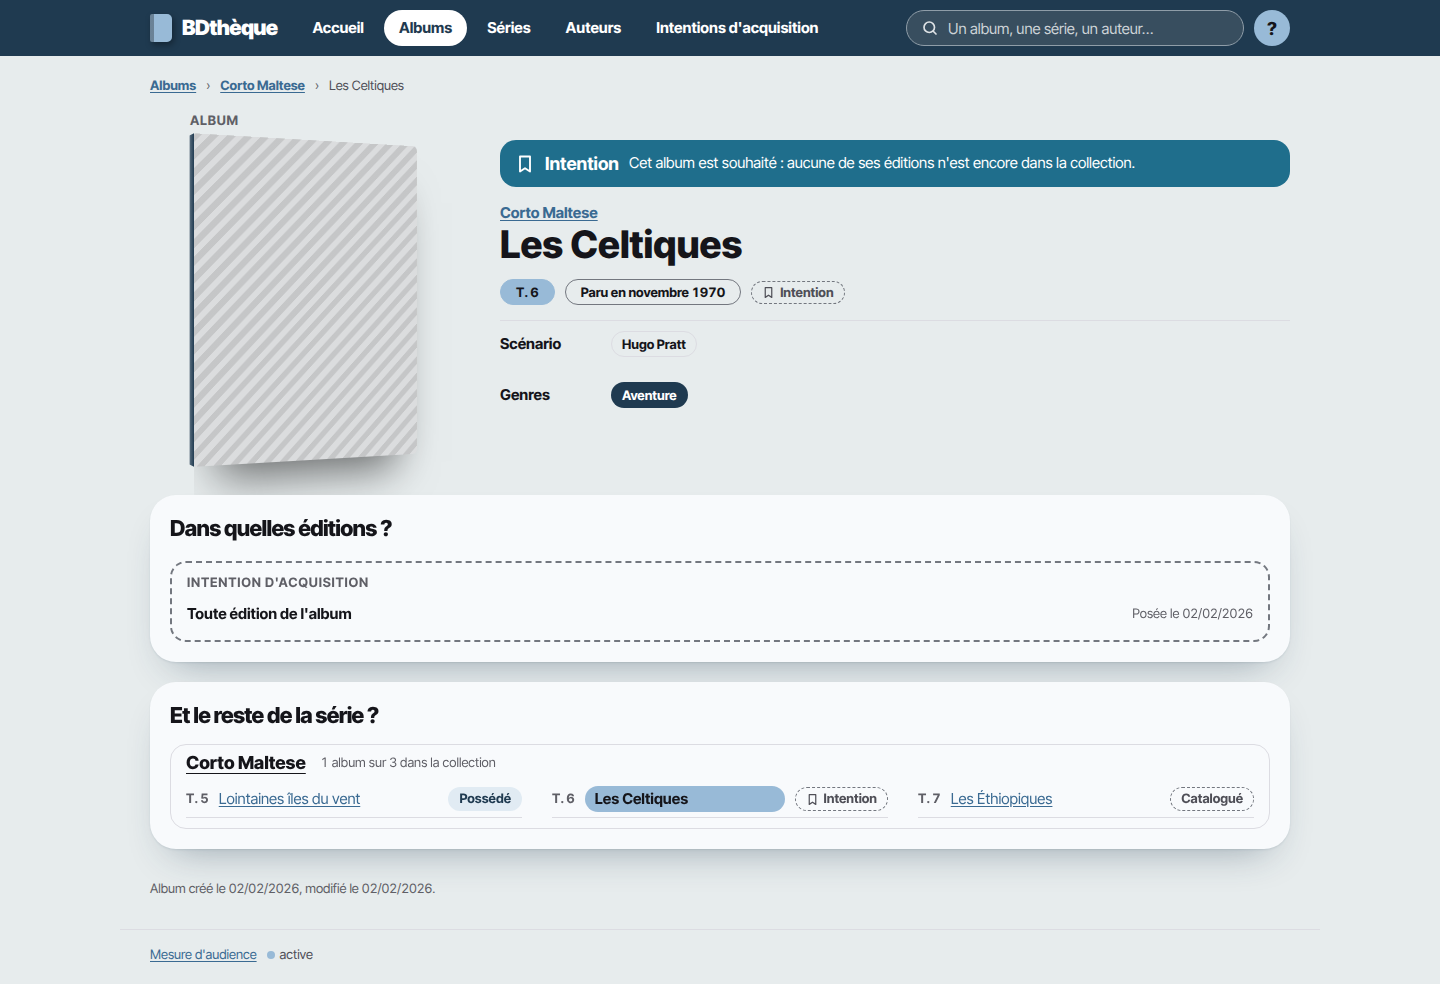 BDthèque Accueil Albums Séries Auteurs Intentions d'acquisition Un album, une série, un auteur... ?
Albums › Corto Maltese › Les Celtiques
ALBUM
Intention Cet album est souhaité : aucune de ses éditions n'est encore dans la collection.
Corto Maltese
Les Celtiques
T. 6 Paru en novembre 1970 Intention
Scénario Hugo Pratt
Genres Aventure
Dans quelles éditions ?
INTENTION D'ACQUISITION
Toute édition de l'album Posée le 02/02/2026
Et le reste de la série ?
Corto Maltese 1 album sur 3 dans la collection
T. 5 Lointaines îles du vent Possédé T. 6 Les Celtiques Intention T. 7 Les Éthiopiques Catalogué
Album créé le 02/02/2026, modifié le 02/02/2026.
Mesure d'audience active